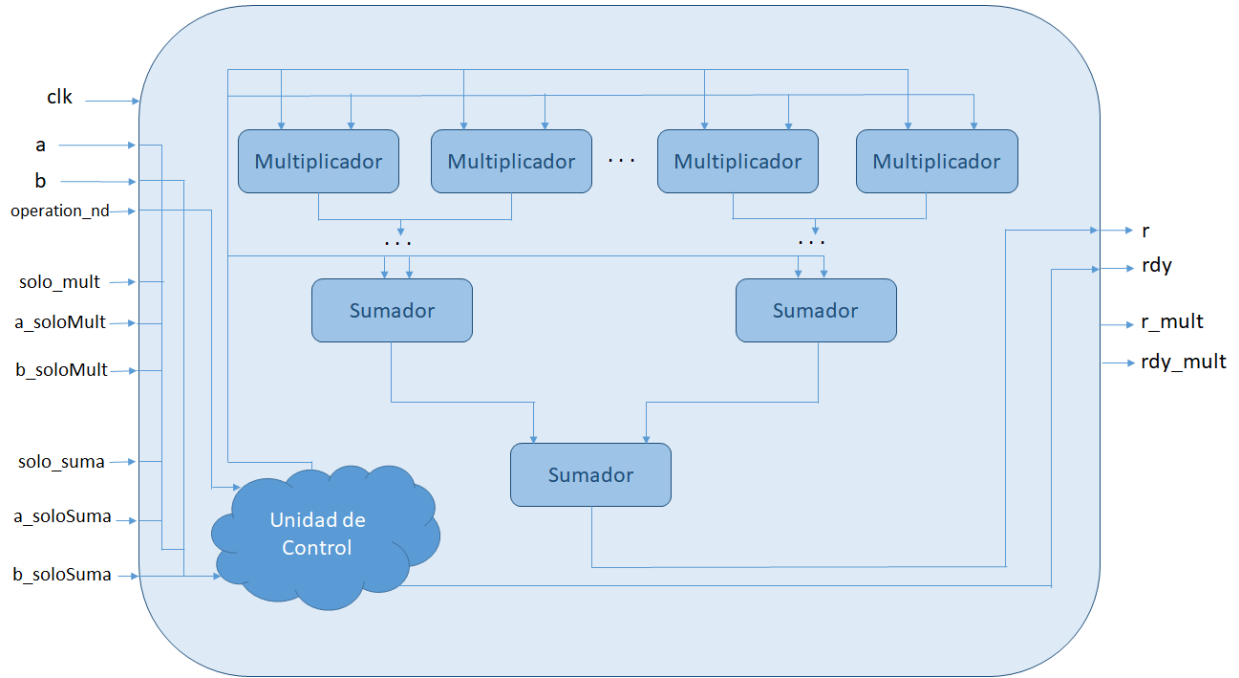 clk
a
b
operation_nd
solo_mult
a_soloMult
b_soloMult
solo_suma
a_soloSuma
b_soloSuma
Multiplicador
Multiplicador
. . .
Multiplicador
Multiplicador
. . .
. . .
Sumador
Sumador
Sumador
Unidad de
Control
r
rdy
r_mult
rdy_mult